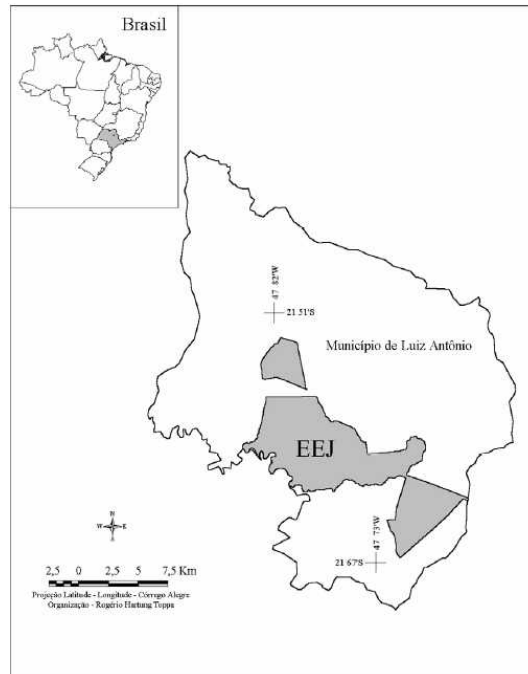 Brasil
47 82'W
21 51'S
Município de Luiz Antônio
EEJ
N
W E
S
47 73'W
21 67'S
2,5 0 2,5 5 7,5 Km
Projeção Latitude - Longitude - Córrego Alegre
Organização - Rogério Hartung Toppa